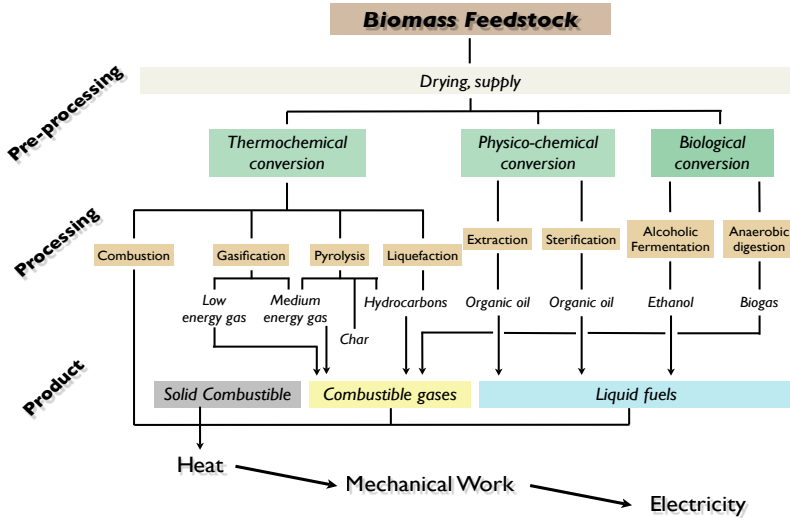 Biomass Feedstock
Drying, supply
Pre-processing
Thermochemical
conversion
Physico-chemical
conversion
Biological
conversion
Processing
Combustion
Gasification
Pyrolysis
Liquefaction
Extraction
Sterification
Alcoholic
Fermentation
Anaerobic
digestion
Low
energy gas
Medium
energy gas
Char
Hydrocarbons
Organic oil
Organic oil
Ethanol
Biogas
Product
Solid Combustible
Combustible gases
Liquid fuels
Heat
Mechanical Work
Electricity